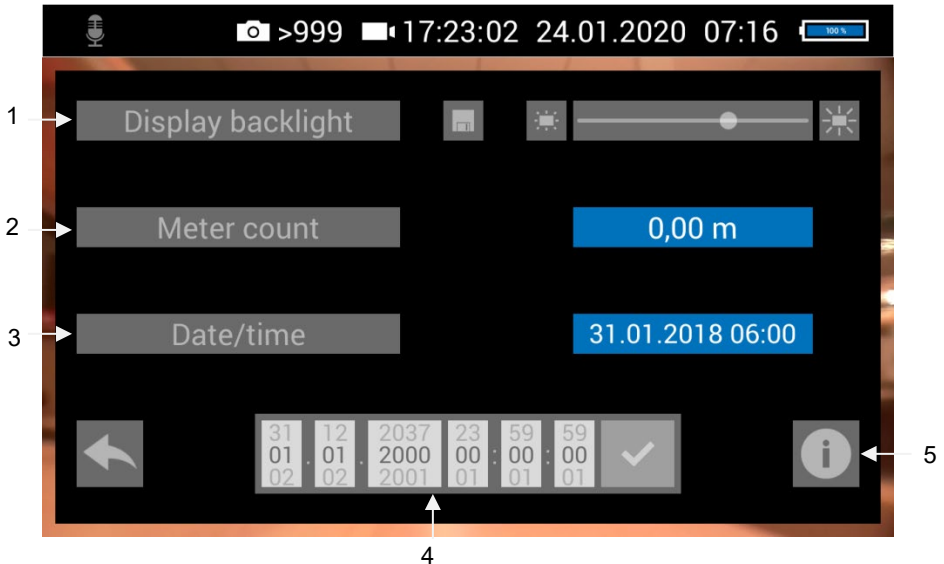 >999 17:23:02 24.01.2020 07:16 100 %
1 Display backlight
2 Meter count 0,00 m
3 Date/time 31.01.2018 06:00
31 12 2037 23 59 59
01 . 01 . 2000 00 : 00 : 00
02 02 2001 01 01 01
i 5
4